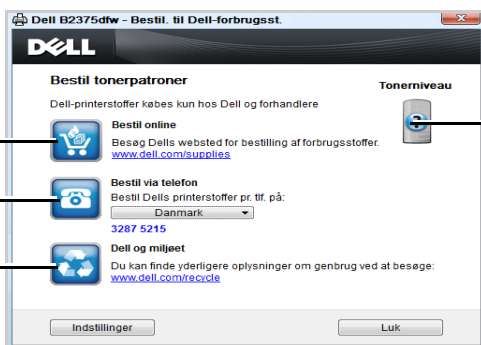 Dell B2375dfw - Bestil. til Dell-forbrugsst.
DELL
Bestil tonerpatroner
Tonerniveau
Dell-printerstoffer købes kun hos Dell og forhandlere
Bestil online
Besøg Dells websted for bestilling af forbrugsstoffer.
www.dell.com/supplies
Bestil via telefon
Bestil Dells printerstoffer pr. tlf. på:
Danmark
3287 5215
Dell og miljøet
Du kan finde yderligere oplysninger om genbrug ved at besøge:
www.dell.com/recycle
Indstillinger
Luk